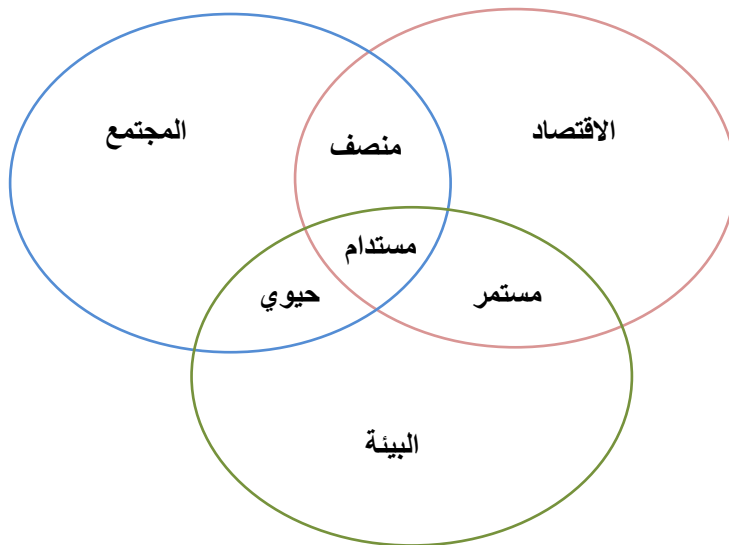 الاقتصاد
المجتمع
منصف
مستدام
مستمر
حيوي
البيئة